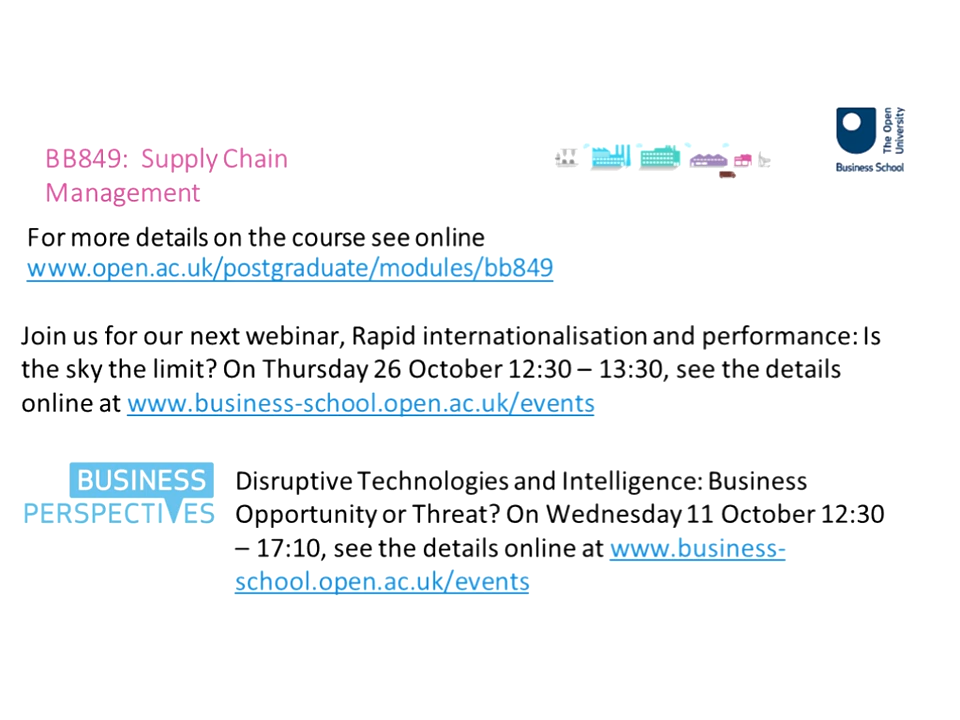 The Open
University
Business School
BB849:  Supply Chain
Management
For more details on the course see online
www.open.ac.uk/postgraduate/modules/bb849
Join us for our next webinar, Rapid internationalisation and performance: Is
the sky the limit? On Thursday 26 October 12:30 – 13:30, see the details
online at www.business-school.open.ac.uk/events
BUSINESS
PERSPECTIVES
Disruptive Technologies and Intelligence: Business
Opportunity or Threat? On Wednesday 11 October 12:30
– 17:10, see the details online at www.business-
school.open.ac.uk/events